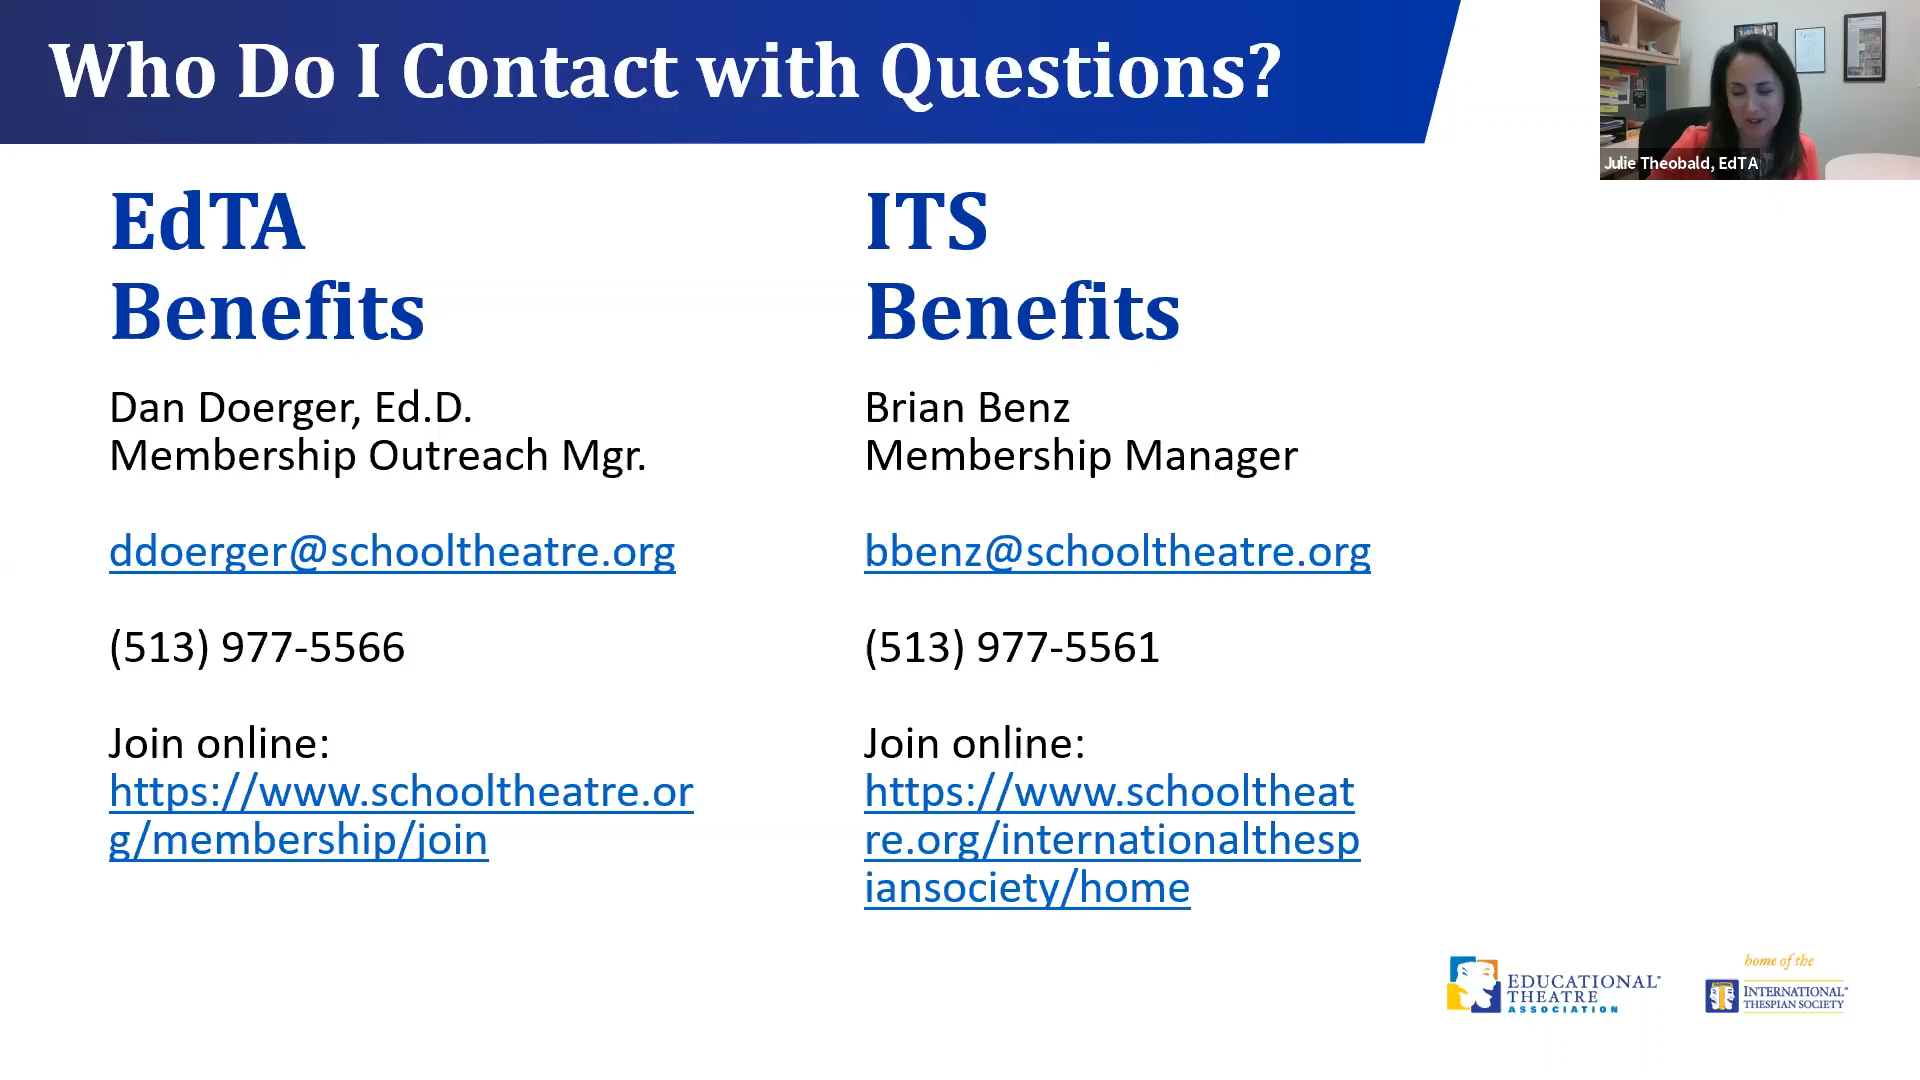 Who Do I Contact with Questions?
Julie Theobald, EdTA
EdTA
Benefits
Dan Doerger, Ed.D.
Membership Outreach Mgr.
ddoerger@schooltheatre.org
(513) 977-5566
Join online:
https://www.schooltheatre.or
g/membership/join
ITS
Benefits
Brian Benz
Membership Manager
bbenz@schooltheatre.org
(513) 977-5561
Join online:
https://www.schooltheat
re.org/internationalthesp
iansociety/home
EDUCATIONAL
THEATRE
ASSOCIATION
home of the
INTERNATIONAL
THESPIAN SOCIETY